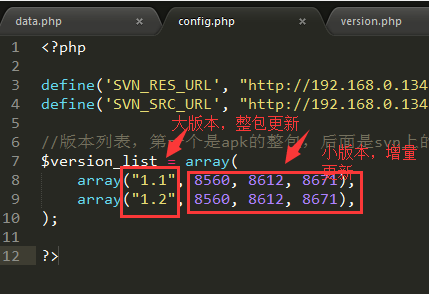 data.php × config.php × version.php
1 <?php
2
3 define('SVN_RES_URL', "http://192.168.0.134
4 define('SVN_SRC_URL', "http://192.168.0.134
5
大版本，整包更新
6 //版本列表，第 个是apk的整包，后面是svn上的
小版本，增量
更新
7 $version_list = array(
8 array("1.1", 8560, 8612, 8671),
9 array("1.2", 8560, 8612, 8671),
10 );
11
12 ?>